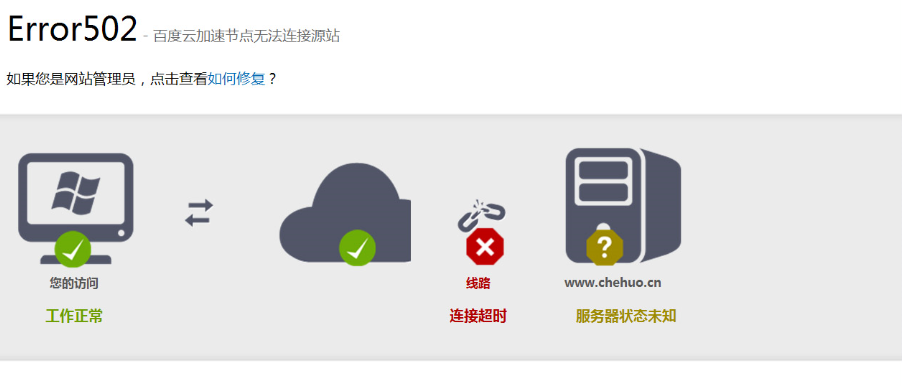 Error502 - 百度云加速节点无法连接源站
如果您是网站管理员，点击查看如何修复？
您的访问
线路
www.chehuo.cn
工作正常
连接超时
服务器状态未知